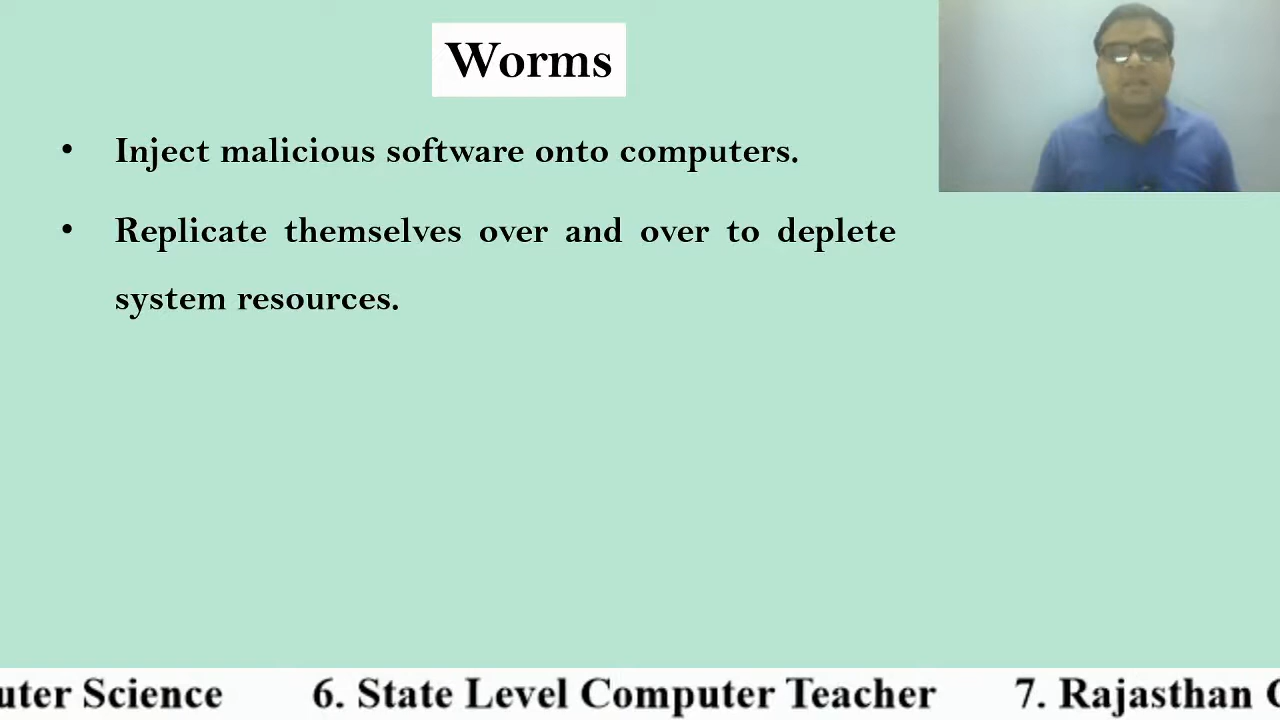 Worms
• Inject malicious software onto computers.
• Replicate themselves over and over to deplete
system resources.
uter Science 6. State Level Computer Teacher 7. Rajasthan